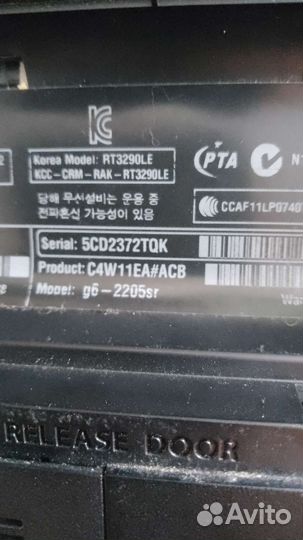 Korea Model: RT3290LE
KCC-CRM-RAK-RT3290LE
당해 무선설비는 운용 중
전파혼신 가능성이 있음
PTA
N1
CCAF11LP0740T
Serial: 5CD2372TQK
Product: C4W11EA#ACB
Model: g6-2205sr
RELEASE DOOR
Avito